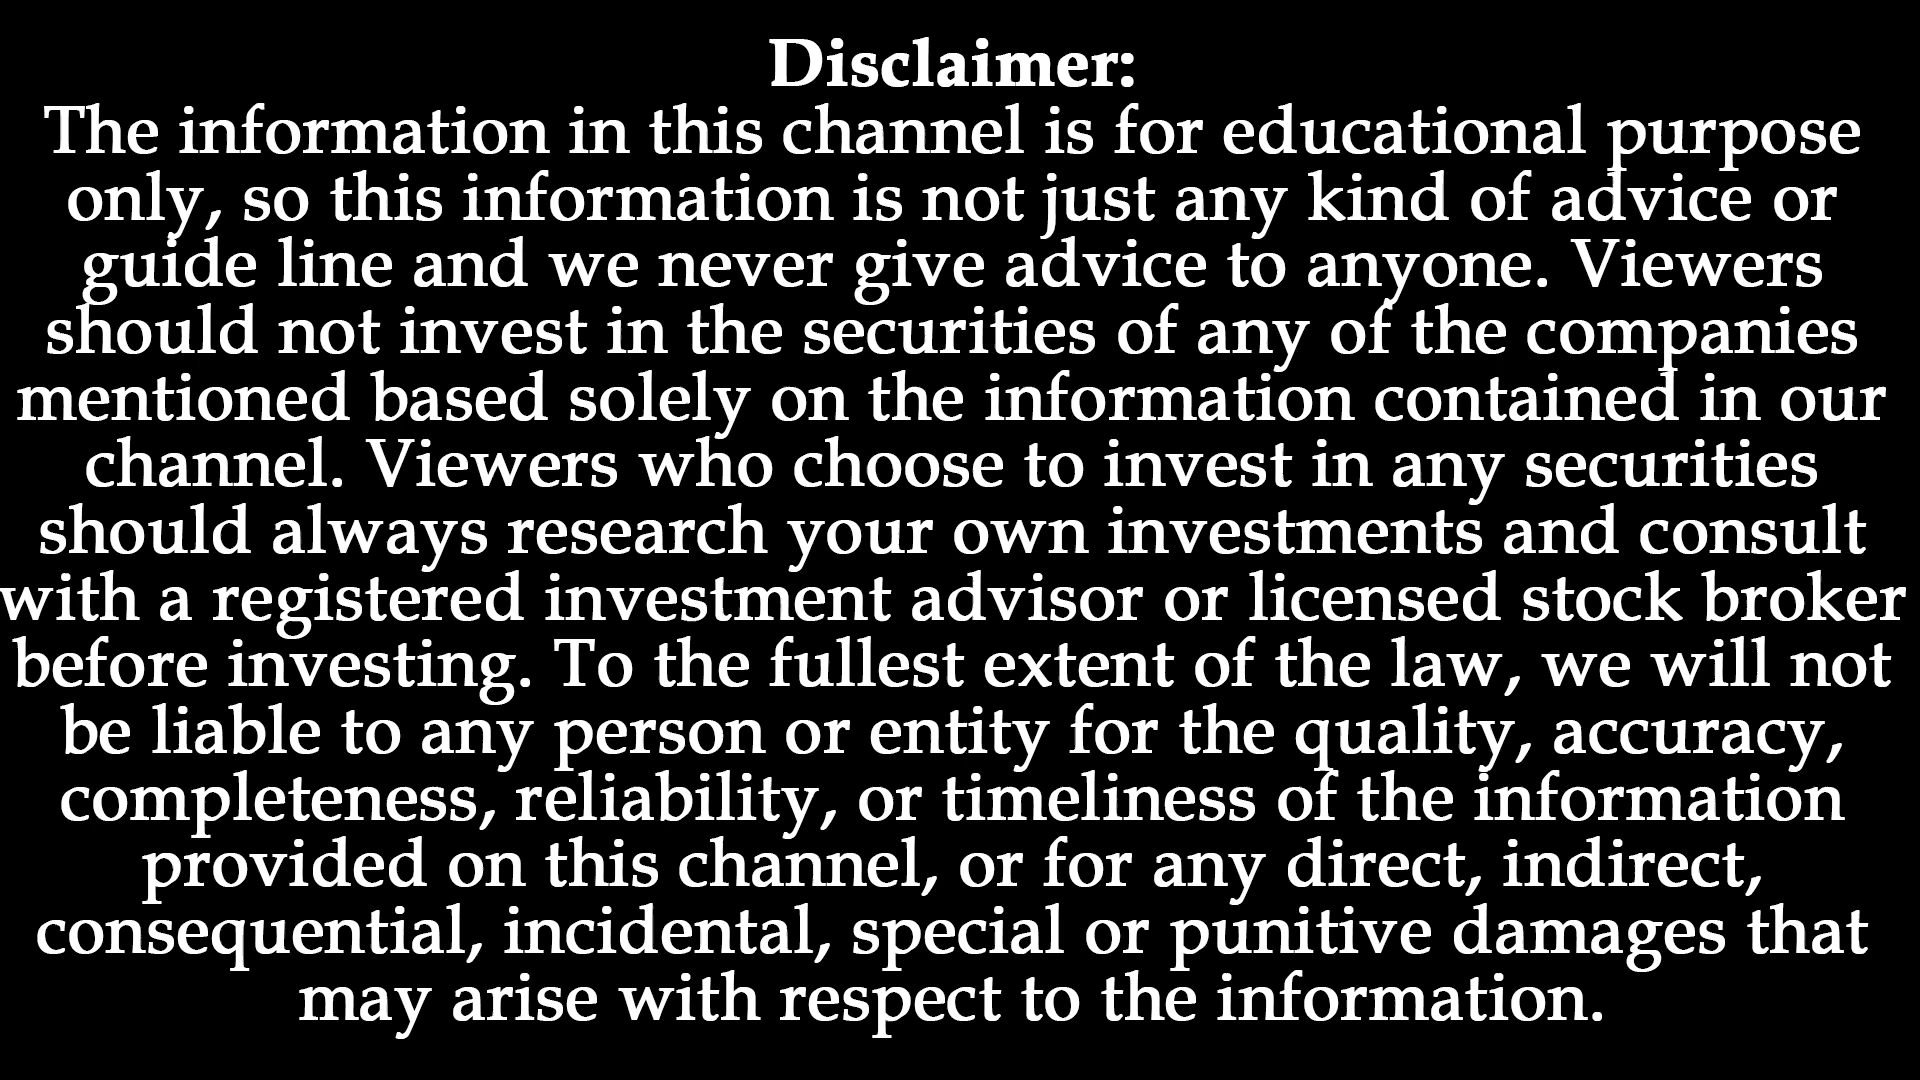 Disclaimer:
The information in this channel is for educational purpose
only, so this information is not just any kind of advice or
guide line and we never give advice to anyone. Viewers
should not invest in the securities of any of the companies
mentioned based solely on the information contained in our
channel. Viewers who choose to invest in any securities
should always research your own investments and consult
with a registered investment advisor or licensed stock broker
before investing. To the fullest extent of the law, we will not
be liable to any person or entity for the quality, accuracy,
completeness, reliability, or timeliness of the information
provided on this channel, or for any direct, indirect,
consequential, incidental, special or punitive damages that
may arise with respect to the information.